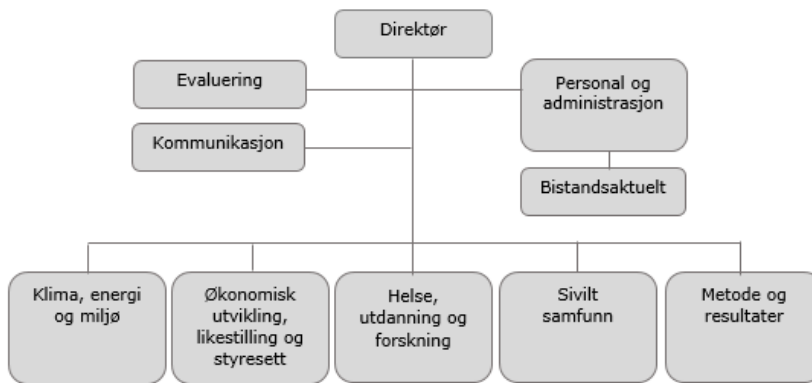 Direktør
Evaluering
Personal og
administrasjon
Kommunikasjon
Bistandsaktuelt
Klima, energi
og miljø
Økonomisk
utvikling,
likestilling og
styresett
Helse,
utdanning og
forskning
Sivilt
samfunn
Metode og
resultater